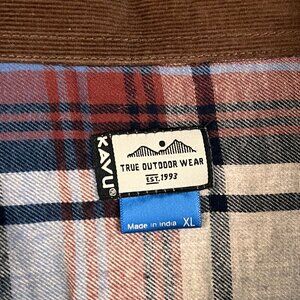 KAVU®
TRUE OUTDOOR WEAR
EST. 1993
Made in India XL